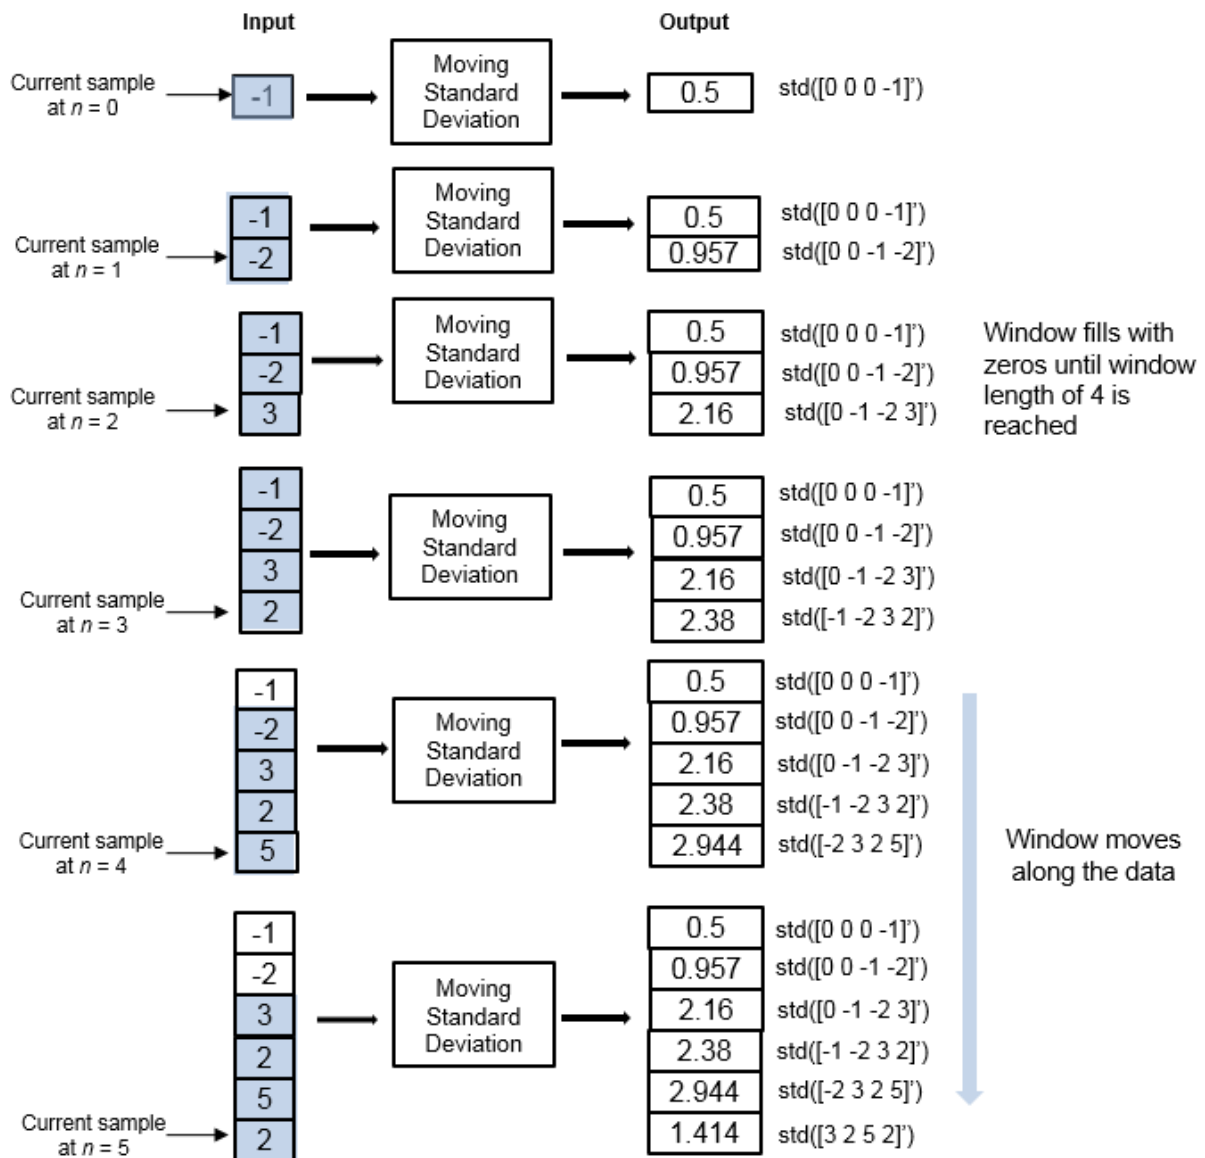 Input Output
Current sample
at n = 0
-1
Moving
Standard
Deviation
0.5 std([0 0 0 -1]')
Current sample
at n = 1
-1
-2
Moving
Standard
Deviation
0.5 std([0 0 0 -1]')
0.957 std([0 0 -1 -2]')
Current sample
at n = 2
-1
-2
3
Moving
Standard
Deviation
0.5 std([0 0 0 -1]')
0.957 std([0 0 -1 -2]')
2.16 std([0 -1 -2 3]')
Window fills with
zeros until window
length of 4 is
reached
Current sample
at n = 3
-1
-2
3
2
Moving
Standard
Deviation
0.5 std([0 0 0 -1]')
0.957 std([0 0 -1 -2]')
2.16 std([0 -1 -2 3]')
2.38 std([-1 -2 3 2]')
Current sample
at n = 4
-1
-2
3
2
5
Moving
Standard
Deviation
0.5 std([0 0 0 -1]')
0.957 std([0 0 -1 -2]')
2.16 std([0 -1 -2 3]')
2.38 std([-1 -2 3 2]')
2.944 std([-2 3 2 5]')
Window moves
along the data
Current sample
at n = 5
-1
-2
3
2
5
2
Moving
Standard
Deviation
0.5 std([0 0 0 -1]')
0.957 std([0 0 -1 -2]')
2.16 std([0 -1 -2 3]')
2.38 std([-1 -2 3 2]')
2.944 std([-2 3 2 5]')
1.414 std([3 2 5 2]')